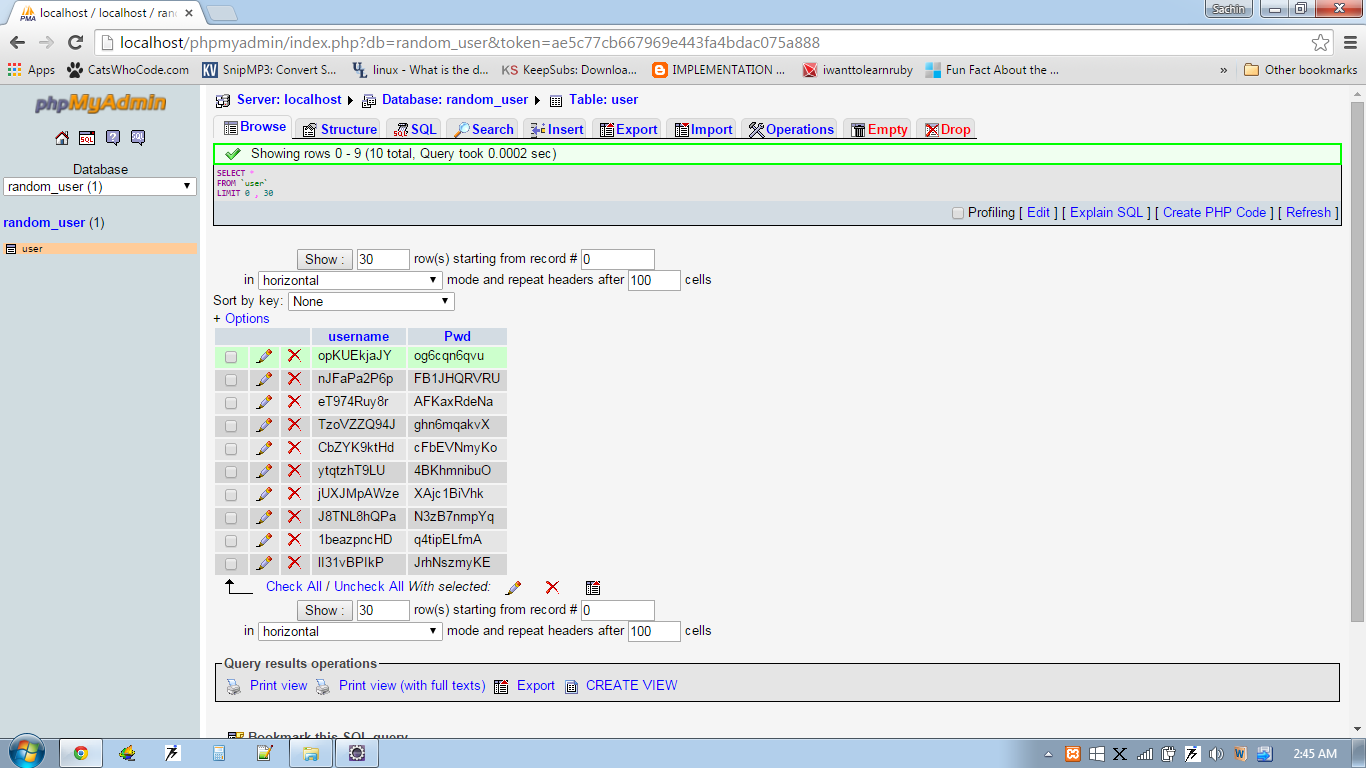 localhost / localhost / ran
Sachin
localhost/phpmyadmin/index.php?db=random_user&token=ae5c77cb667969e443fa4bdac075a888
Apps CatsWhoCode.com SnipMP3: Convert S... linux - What is the d... KeepSubs: Downloa... IMPLEMENTATION ... iwanttolearnruby Fun Fact About the ... » Other bookmarks
phpMyAdmin
SQL
Database
random_user (1)
random_user (1)
user
Server: localhost Database: random_user Table: user
Browse Structure SQL Search Insert Export Import Operations Empty Drop
Showing rows 0 - 9 (10 total, Query took 0.0002 sec)
SELECT *
FROM `user`
LIMIT 0 , 30
Profiling [ Edit ] [ Explain SQL ] [ Create PHP Code ] [ Refresh ]
Show : 30 row(s) starting from record # 0
in horizontal mode and repeat headers after 100 cells
Sort by key: None
+ Options
username Pwd
opKUEkjaJY og6cqn6qvu
nJFaPa2P6p FB1JHQRVRU
eT974Ruy8r AFKaxRdeNa
TzoVZZQ94J ghn6mqakvX
CbZYK9ktHd cFbEVNmyKo
ytqtzhT9LU 4BKhmnibuO
jUXJMpAWze XAjc1BiVhk
J8TNL8hQPa N3zB7nmpYq
1beazpncHD q4tipELfmA
lI31vBPIkP JrhNszmyKE
Check All / Uncheck All With selected:
Show : 30 row(s) starting from record # 0
in horizontal mode and repeat headers after 100 cells
Query results operations
Print view Print view (with full texts) Export CREATE VIEW
Bookmark this SQL query
2:45 AM